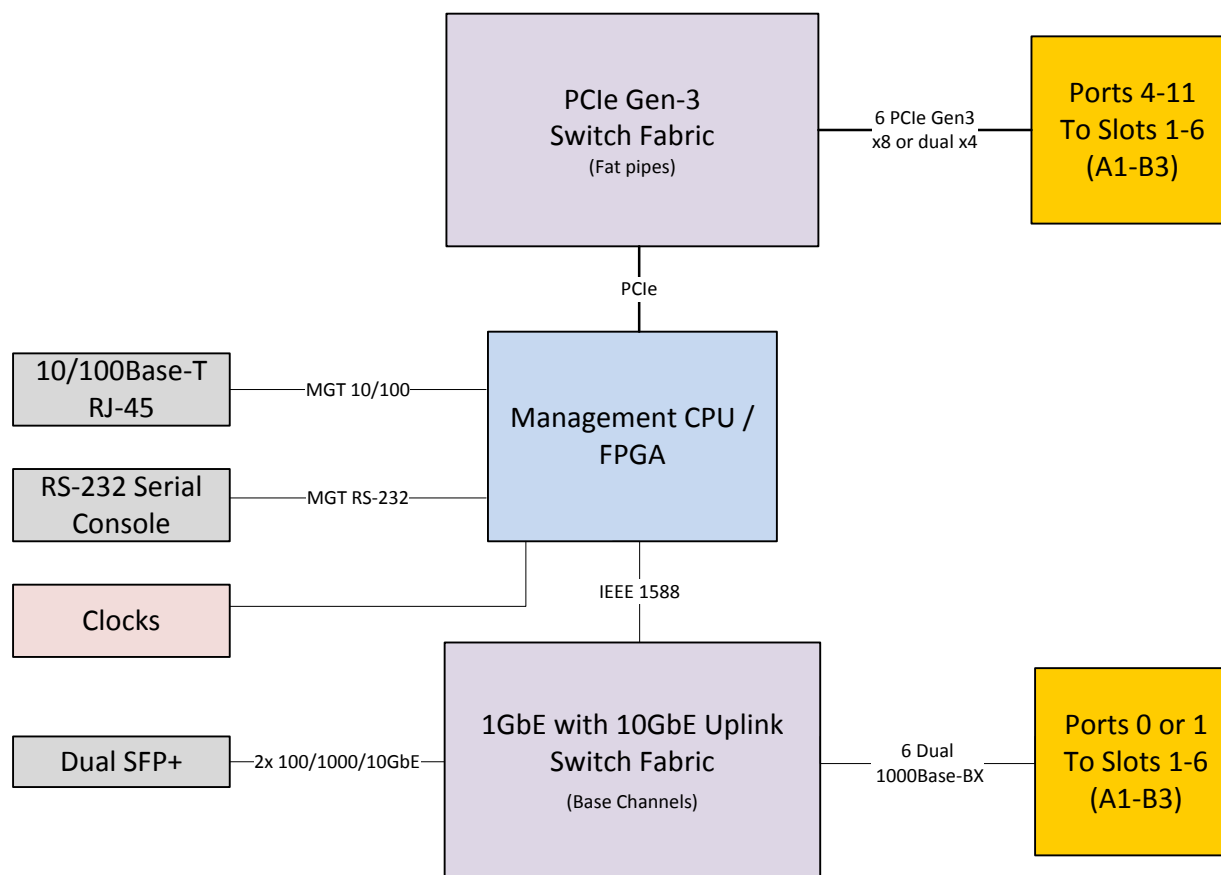 PCIe Gen-3
Switch Fabric
(Fat pipes)
6 PCIe Gen3
x8 or dual x4
Ports 4-11
To Slots 1-6
(A1-B3)
PCIe
10/100Base-T
RJ-45
MGT 10/100
Management CPU /
FPGA
RS-232 Serial
Console
MGT RS-232
Clocks
IEEE 1588
Dual SFP+
2x 100/1000/10GbE
1GbE with 10GbE Uplink
Switch Fabric
(Base Channels)
6 Dual
1000Base-BX
Ports 0 or 1
To Slots 1-6
(A1-B3)